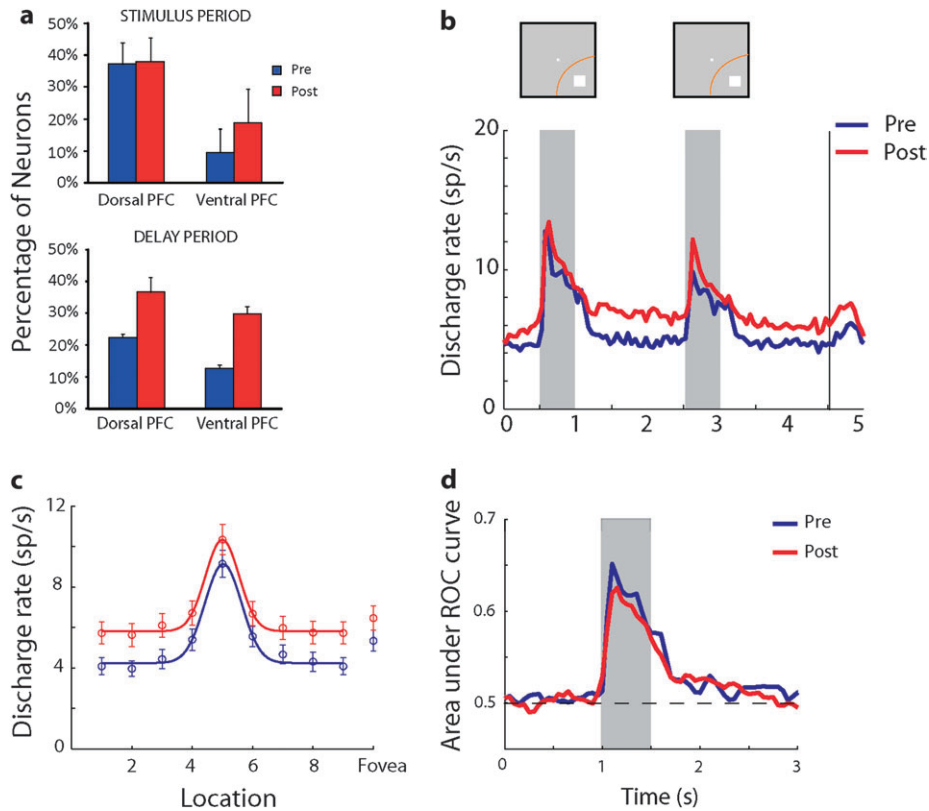 a
STIMULUS PERIOD
50%
40%
30%
20%
10%
0%
Pre
Post
Dorsal PFC Ventral PFC
Percentage of Neurons
DELAY PERIOD
50%
40%
30%
20%
10%
0%
Dorsal PFC Ventral PFC
b
Pre
Post
Discharge rate (sp/s)
20
10
0
0 1 2 3 4 5
c
Discharge rate (sp/s)
12
8
4
0
2 4 6 8 Fovea
Location
d
Pre
Post
Area under ROC curve
0.7
0.6
0.5
0 1 2 3
Time (s)